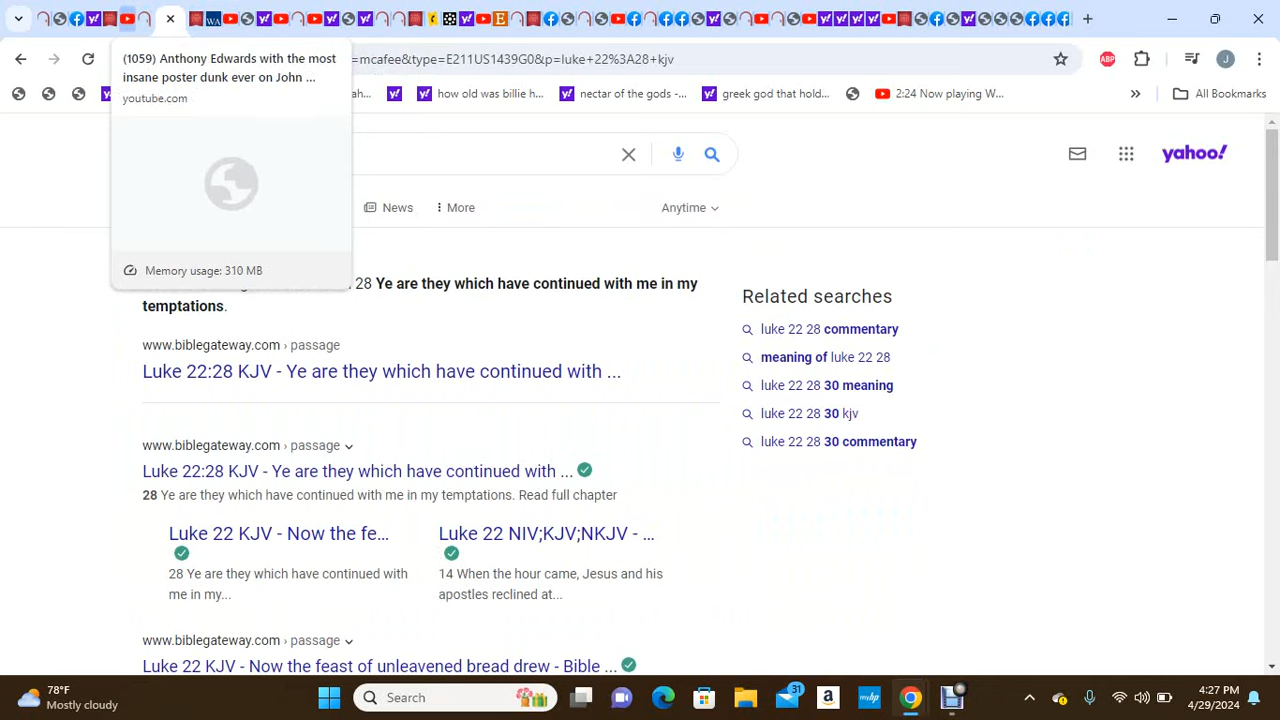 (1059) Anthony Edwards with the most
insane poster dunk ever on John ...
youtube.com
Memory usage: 310 MB
=mcafee&type=E211US1439G0&p=luke+22%3A28+kjv
ABP
J
how old was billie h...
nectar of the gods -...
greek god that hold...
2:24 Now playing W...
»
All Bookmarks
yahoo!
News
More
Anytime
28 Ye are they which have continued with me in my
temptations.
www.biblegateway.com › passage
Luke 22:28 KJV - Ye are they which have continued with ...
www.biblegateway.com › passage
Luke 22:28 KJV - Ye are they which have continued with ...
28 Ye are they which have continued with me in my temptations. Read full chapter
Luke 22 KJV - Now the fe...
28 Ye are they which have continued with
me in my...
Luke 22 NIV;KJV;NKJV - ...
14 When the hour came, Jesus and his
apostles reclined at...
www.biblegateway.com › passage
Luke 22 KJV - Now the feast of unleavened bread drew - Bible ...
Related searches
luke 22 28 commentary
meaning of luke 22 28
luke 22 28 30 meaning
luke 22 28 30 kjv
luke 22 28 30 commentary
78°F
Mostly cloudy
Search
31
a
my hp
4:27 PM
4/29/2024